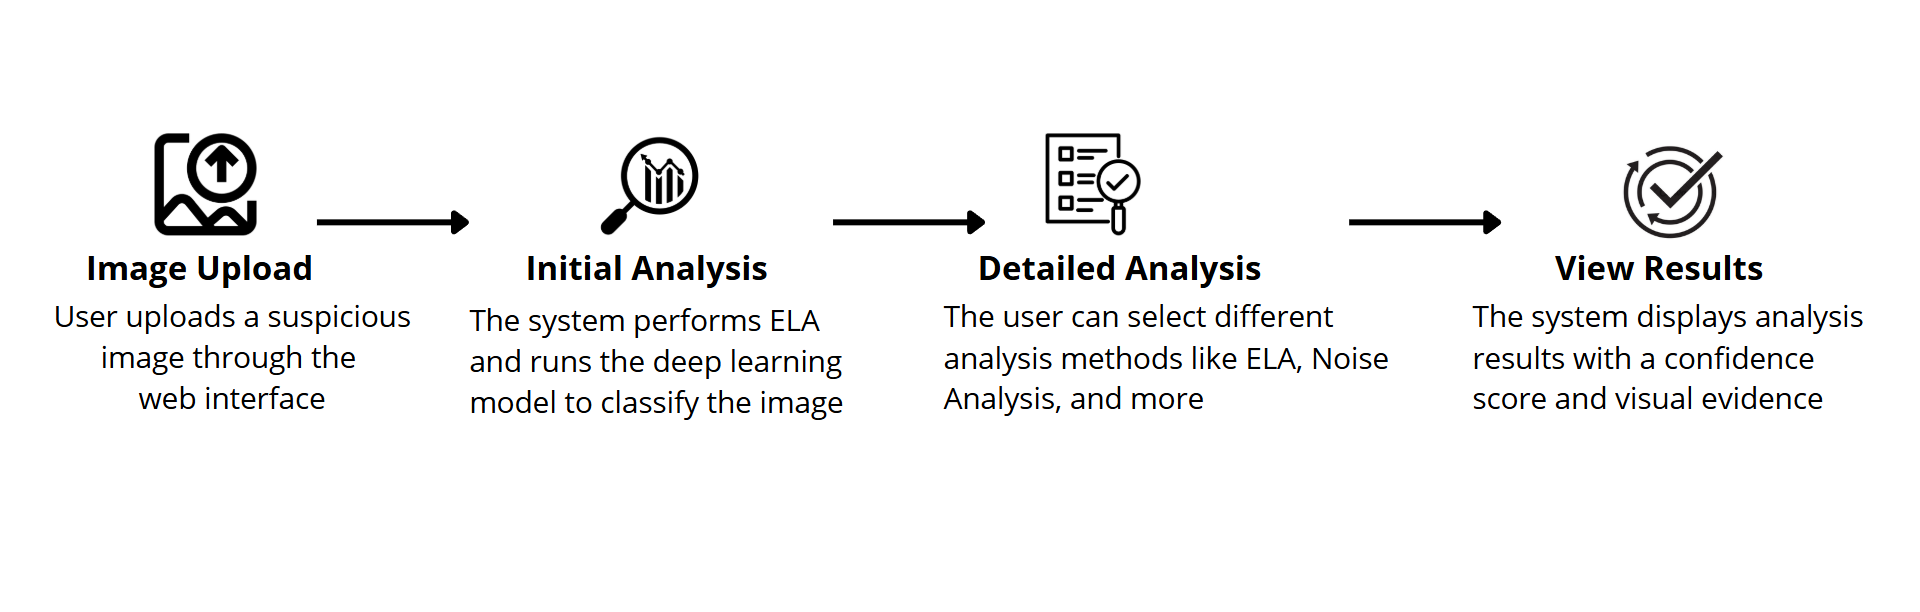 Image Upload
User uploads a suspicious
image through the
web interface
Initial Analysis
The system performs ELA
and runs the deep learning
model to classify the image
Detailed Analysis
The user can select different
analysis methods like ELA, Noise
Analysis, and more
View Results
The system displays analysis
results with a confidence
score and visual evidence